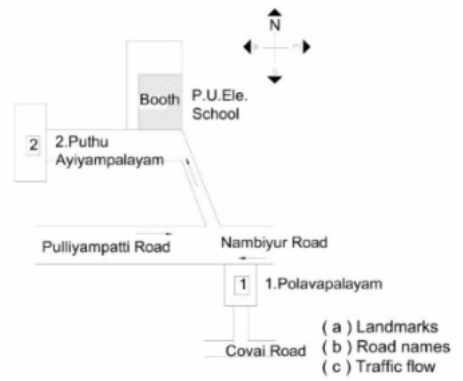 N
Booth
P.U.Ele.
School
2
2.Puthu
Ayiyampalayam
Pulliyampatti Road
Nambiyur Road
1
1.Polavapalayam
Covai Road
( a ) Landmarks
( b ) Road names
( c ) Traffic flow